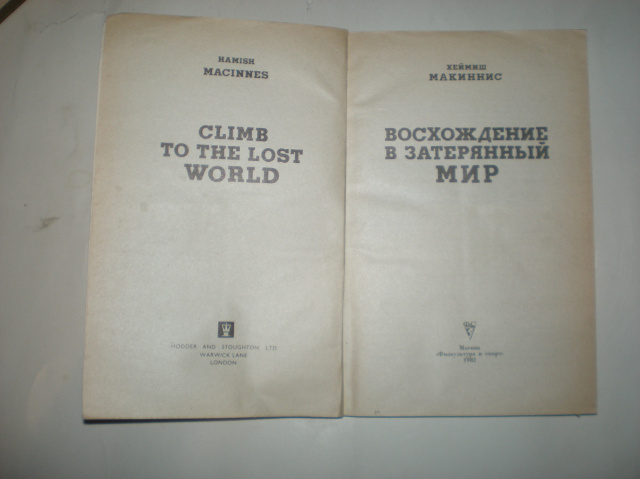 HAMISH
MACINNES
CLIMB
TO THE LOST
WORLD
HODDER AND STOUGHTON LTD
WARWICK LANE
LONDON
ХЕЙМИШ
МАКИННИС
ВОСХОЖДЕНИЕ
В ЗАТЕРЯННЫЙ
МИР
Москва
«Физкультура и спорт»
1982